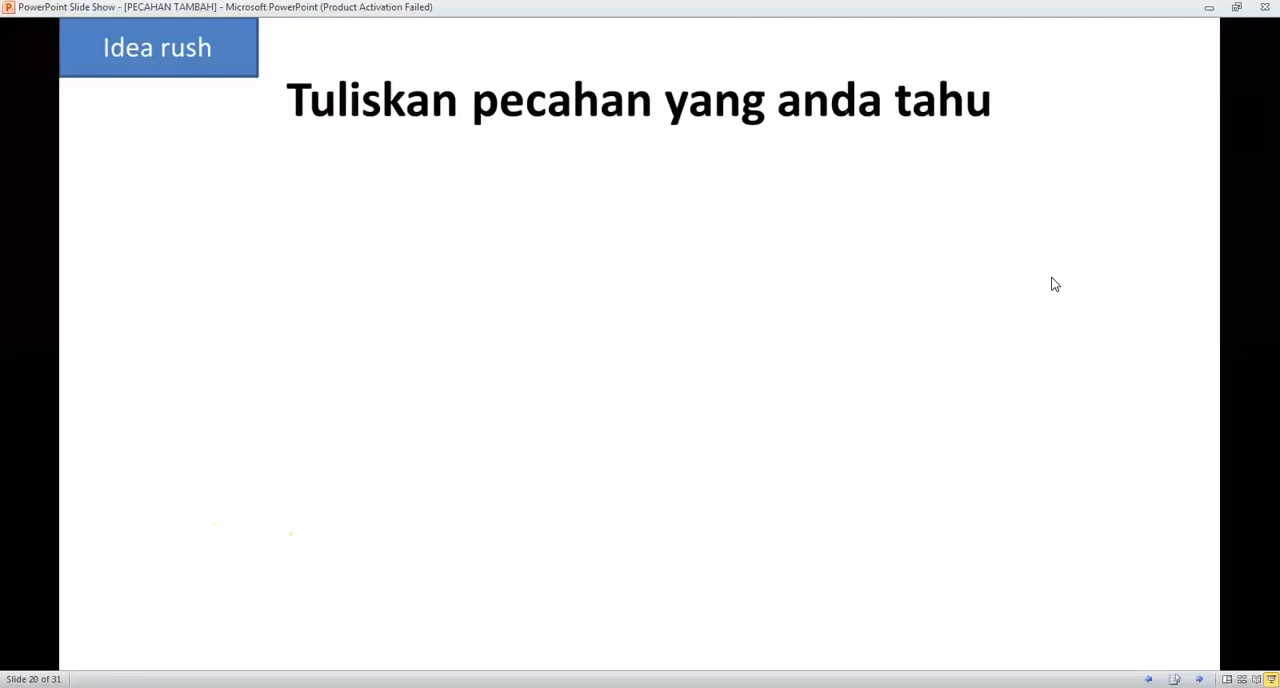 PowerPoint Slide Show - [PECAHAN TAMBAH] - Microsoft PowerPoint (Product Activation Failed)
Idea rush
Tuliskan pecahan yang anda tahu
Slide 20 of 31